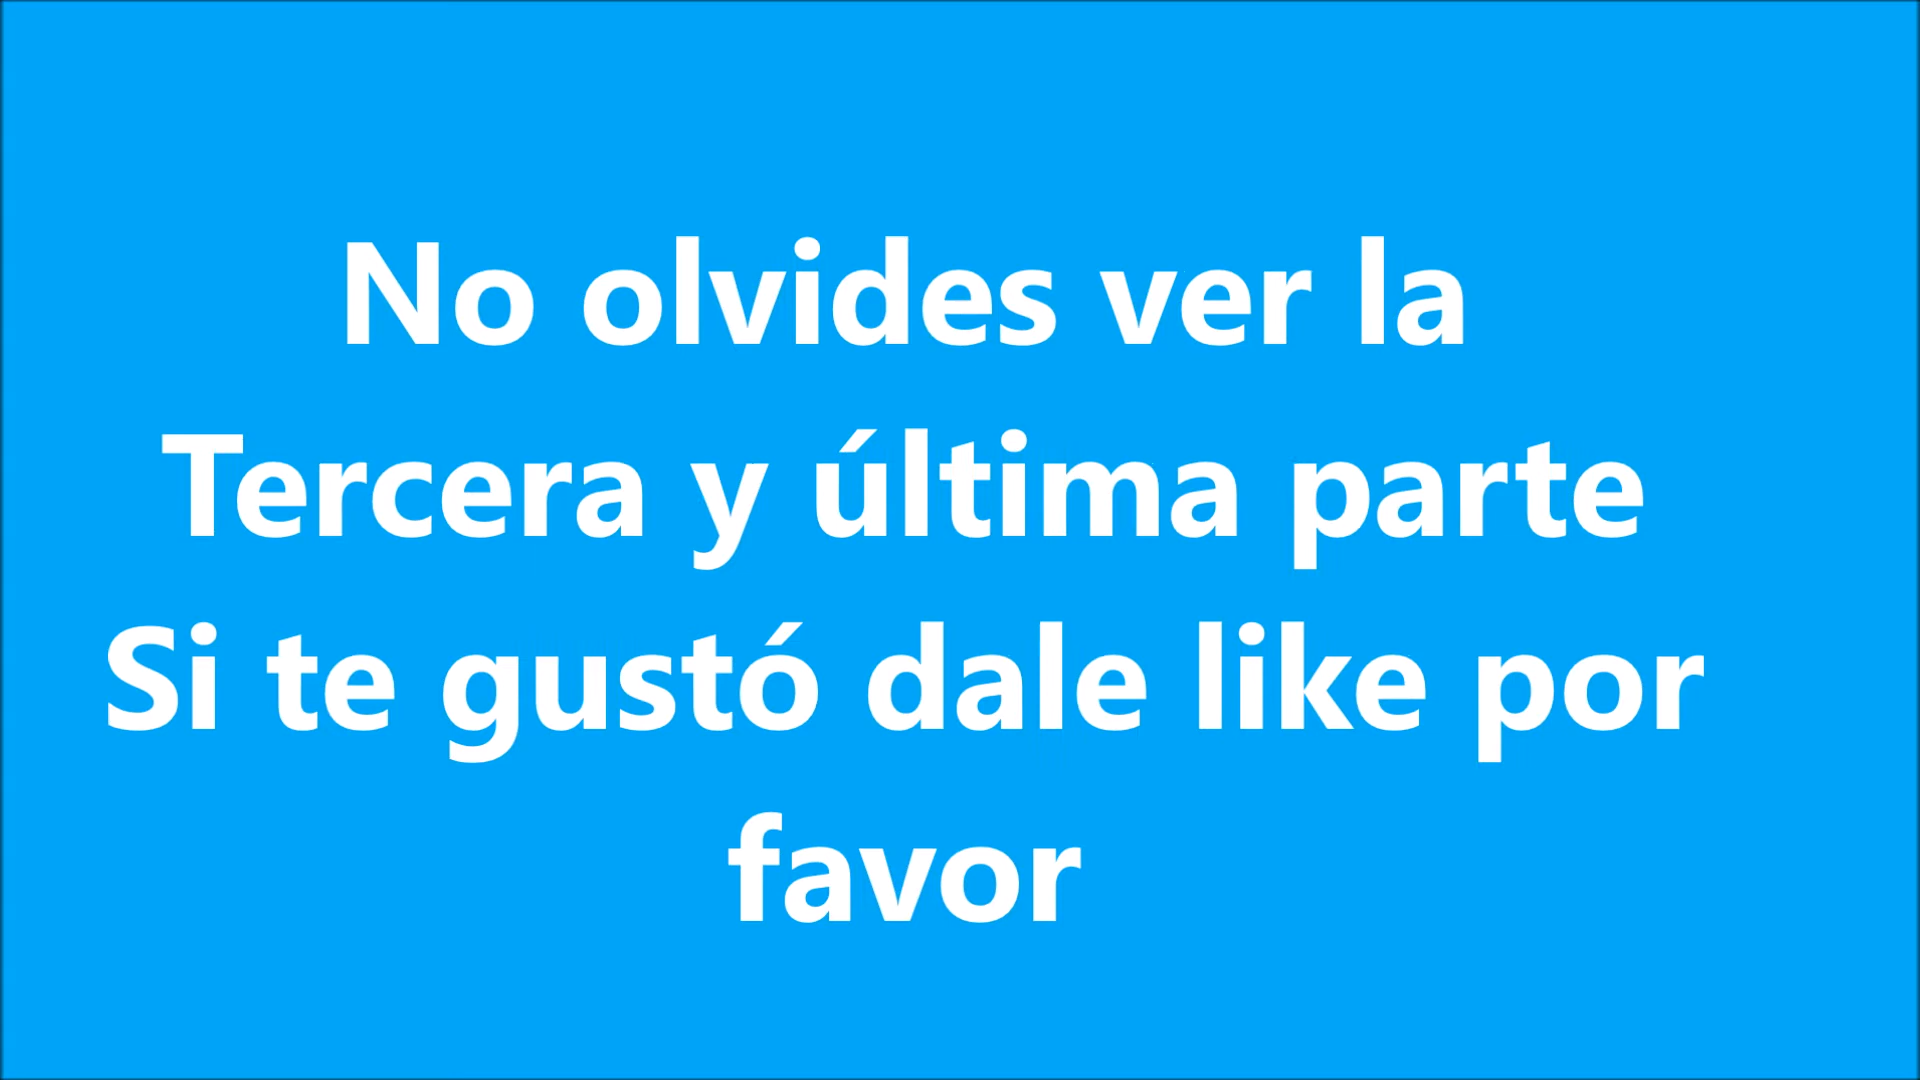 No olvides ver la
Tercera y última parte
Si te gustó dale like por
favor